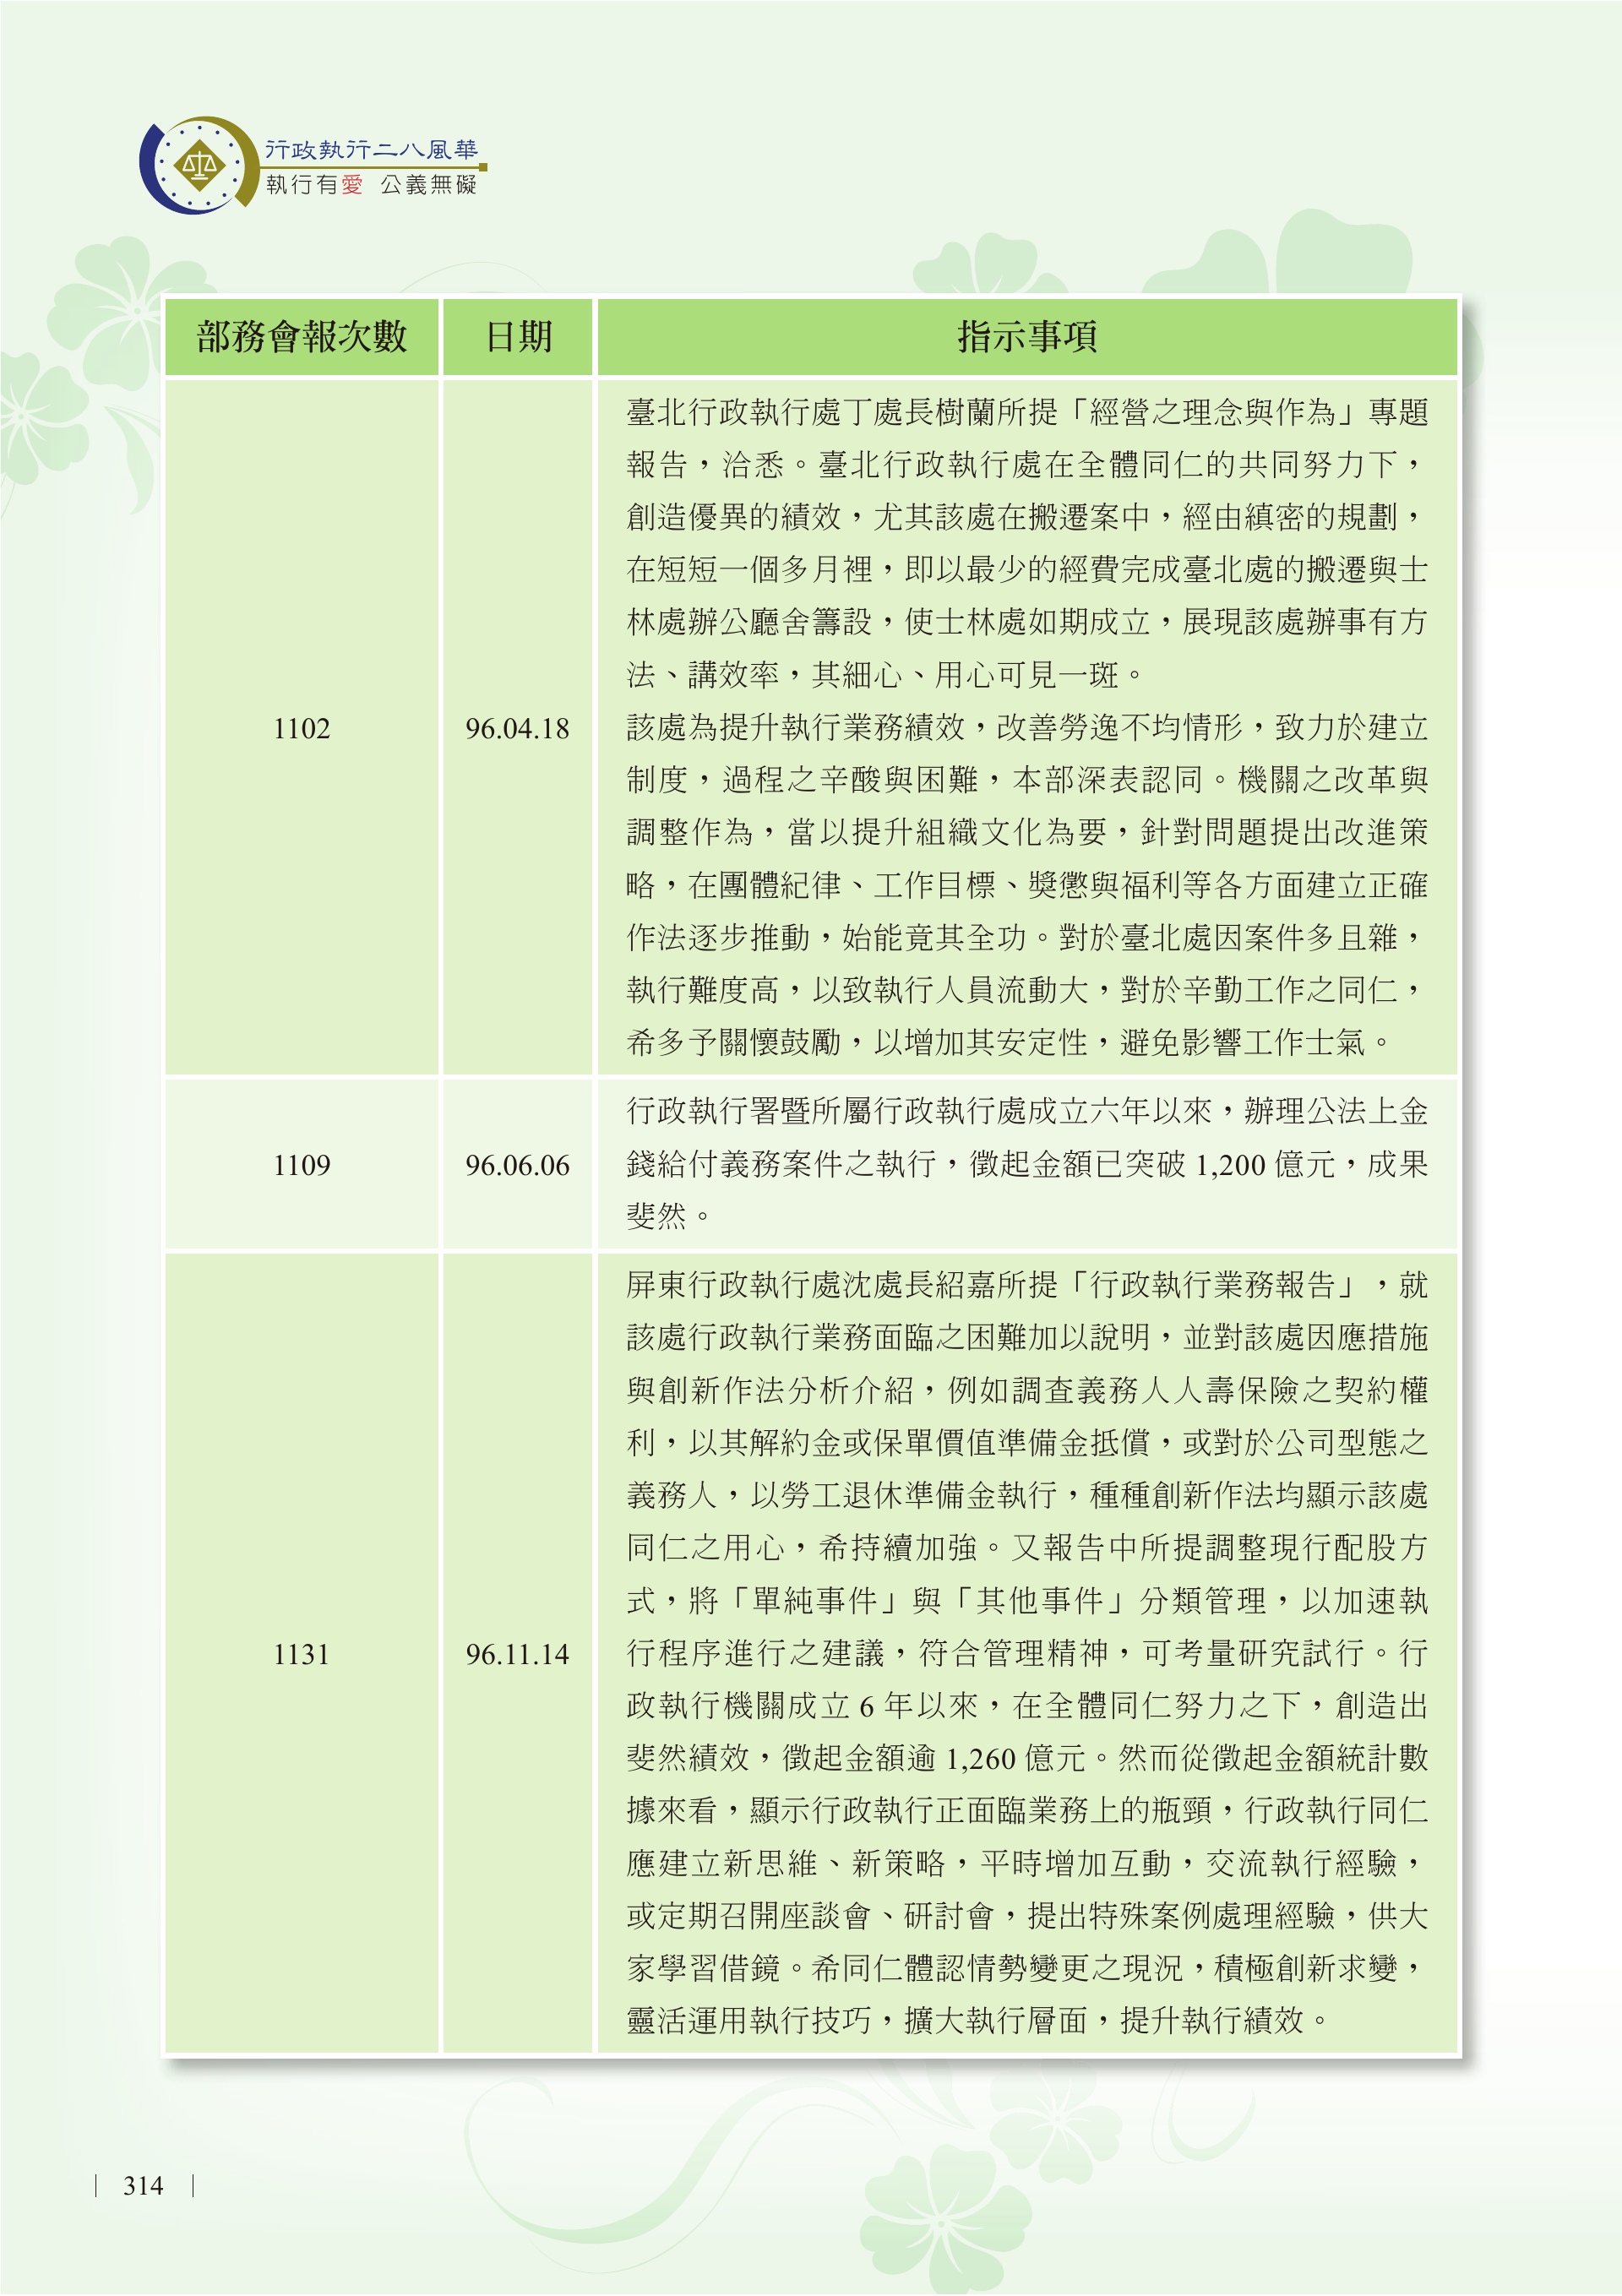 行政執行二八風華
執行有愛 公義無礙
部務會報次數 日期 指示事項
臺北行政執行處丁處長樹蘭所提「經營之理念與作為」專題
報告，洽悉。臺北行政執行處在全體同仁的共同努力下，
創造優異的績效，尤其該處在搬遷案中，經由縝密的規劃，
在短短一個多月裡，即以最少的經費完成臺北處的搬遷與士
林處辦公廳舍籌設，使士林處如期成立，展現該處辦事有方
法、講效率，其細心、用心可見一斑。
1102 96.04.18 該處為提升執行業務績效，改善勞逸不均情形，致力於建立
制度，過程之辛酸與困難，本部深表認同。機關之改革與
調整作為，當以提升組織文化為要，針對問題提出改進策
略，在團體紀律、工作目標、獎懲與福利等各方面建立正確
作法逐步推動，始能竟其全功。對於臺北處因案件多且雜，
執行難度高，以致執行人員流動大，對於辛勤工作之同仁，
希多予關懷鼓勵，以增加其安定性，避免影響工作士氣。
行政執行署暨所屬行政執行處成立六年以來，辦理公法上金
1109 96.06.06 錢給付義務案件之執行，徵起金額已突破 1,200 億元，成果
斐然。
屏東行政執行處沈處長紹嘉所提「行政執行業務報告」，就
該處行政執行業務面臨之困難加以說明，並對該處因應措施
與創新作法分析介紹，例如調查義務人人壽保險之契約權
利，以其解約金或保單價值準備金抵償，或對於公司型態之
義務人，以勞工退休準備金執行，種種創新作法均顯示該處
同仁之用心，希持續加強。又報告中所提調整現行配股方
式，將「單純事件」與「其他事件」分類管理，以加速執
1131 96.11.14 行程序進行之建議，符合管理精神，可考量研究試行。行
政執行機關成立 6 年以來，在全體同仁努力之下，創造出
斐然績效，徵起金額逾 1,260 億元。然而從徵起金額統計數
據來看，顯示行政執行正面臨業務上的瓶頸，行政執行同仁
應建立新思維、新策略，平時增加互動，交流執行經驗，
或定期召開座談會、研討會，提出特殊案例處理經驗，供大
家學習借鏡。希同仁體認情勢變更之現況，積極創新求變，
靈活運用執行技巧，擴大執行層面，提升執行績效。
314